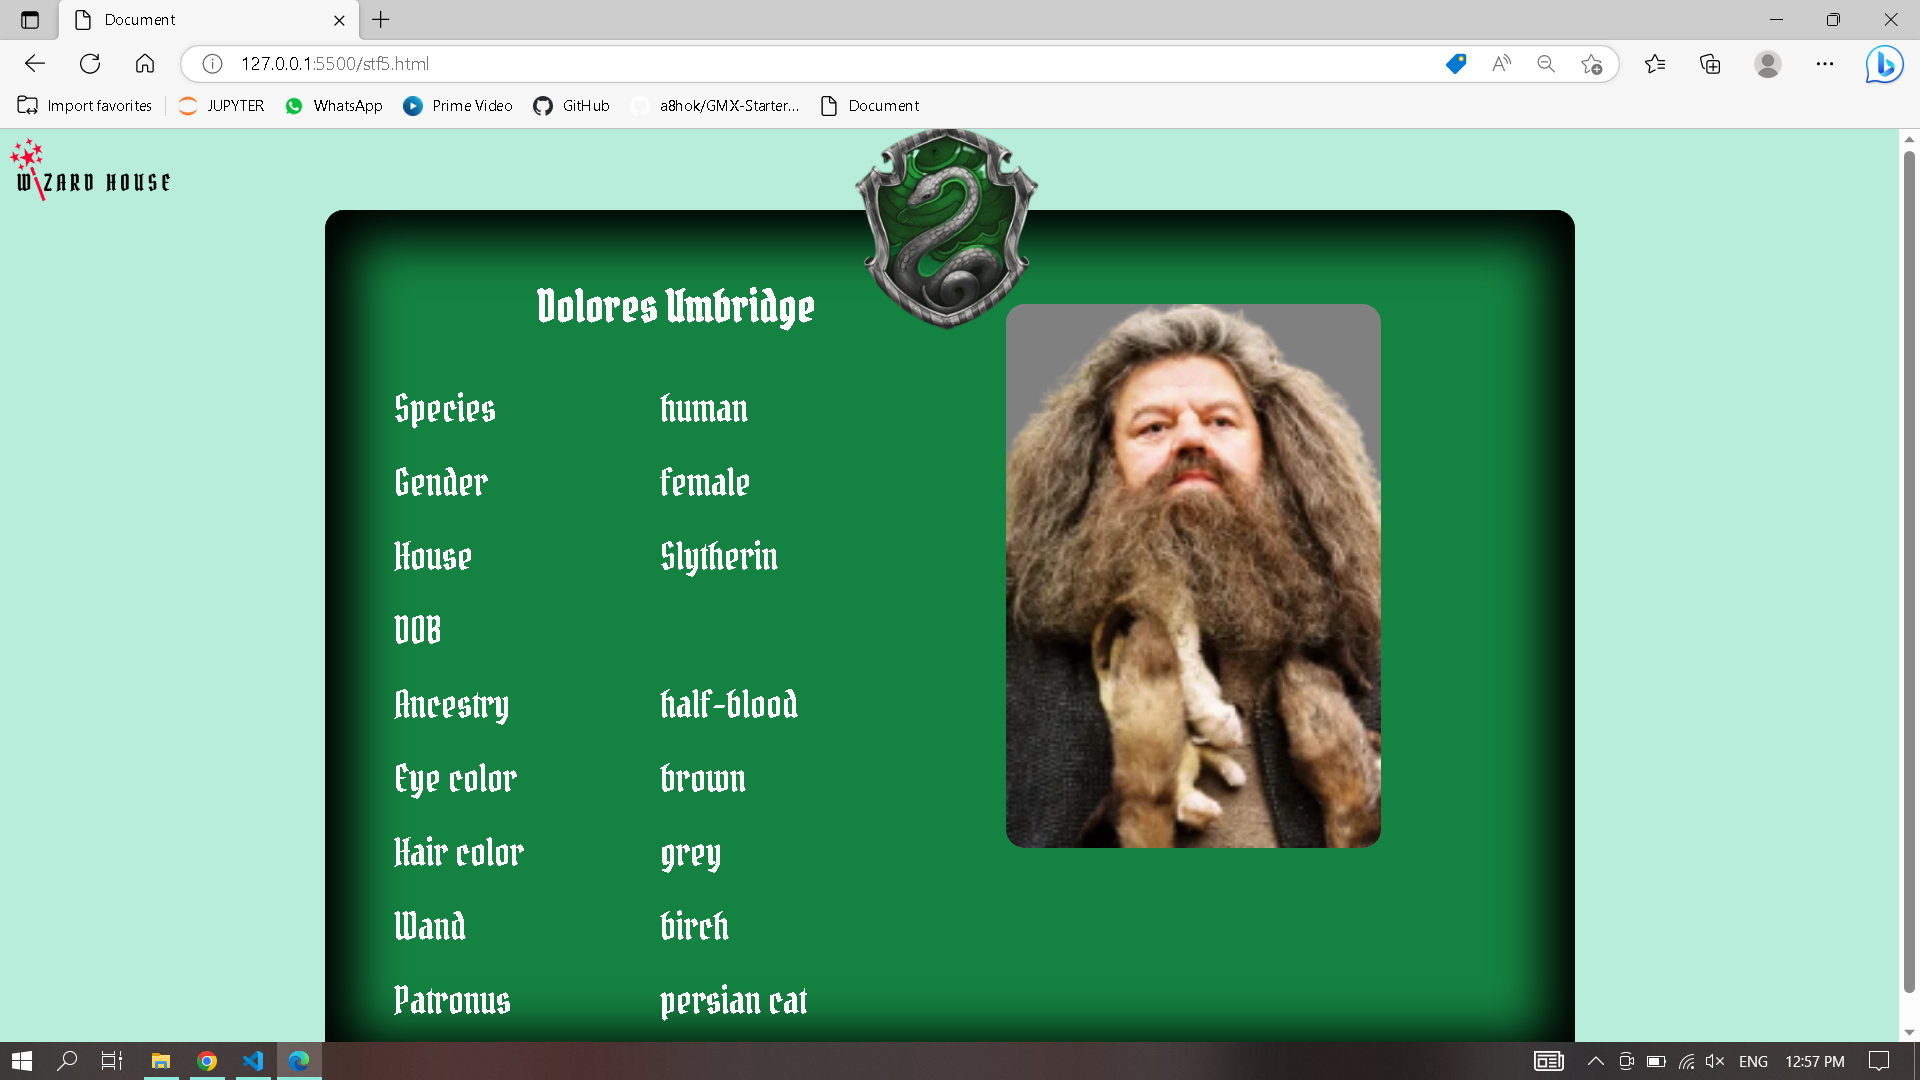 Document
127.0.0.1:5500/stf5.html
Import favorites JUPYTER WhatsApp Prime Video GitHub a8hok/GMX-Starter... Document
WIZARD HOUSE
Dolores Umbridge
Species human
Gender female
House Slytherin
DOB
Ancestry half-blood
Eye color brown
Hair color grey
Wand birch
Patronus persian cat
ENG 12:57 PM